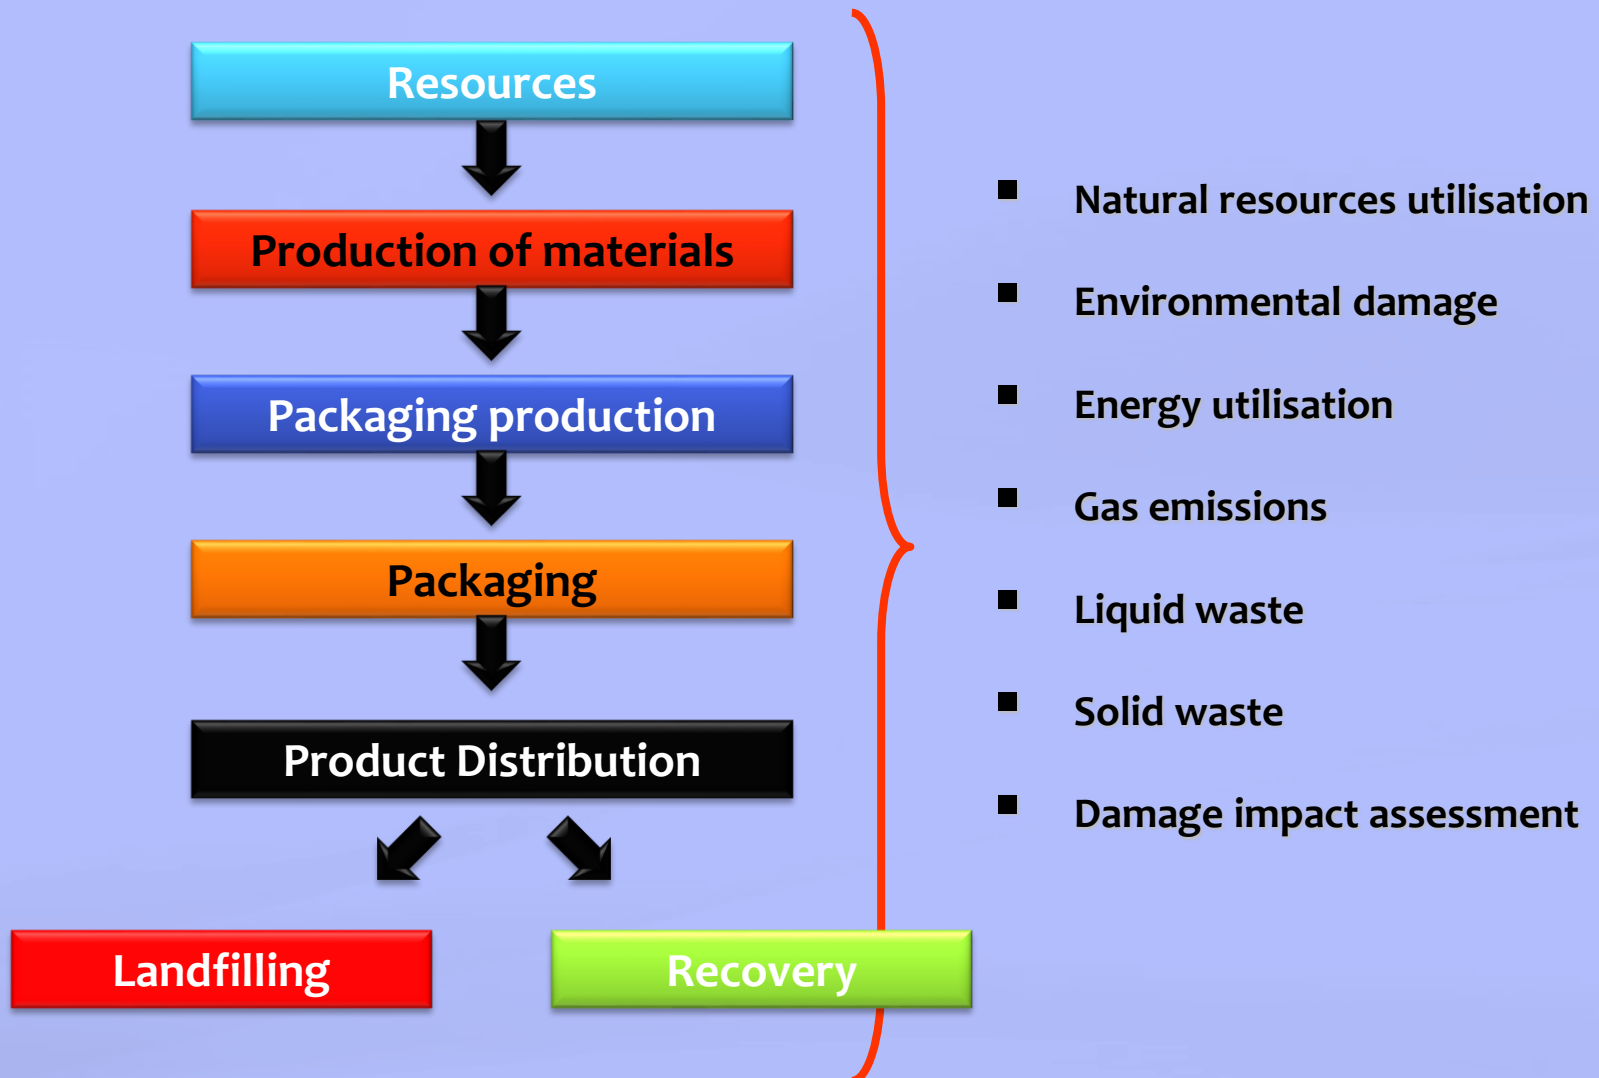 Resources
Production of materials
Packaging production
Packaging
Product Distribution
Landfilling
Recovery
Natural resources utilisation
Environmental damage
Energy utilisation
Gas emissions
Liquid waste
Solid waste
Damage impact assessment